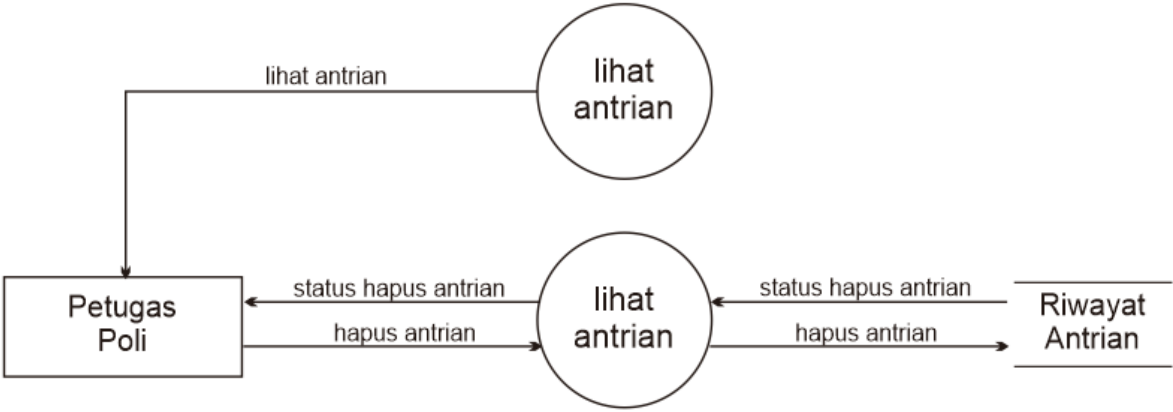 lihat
antrian
lihat antrian
Petugas
Poli
status hapus antrian
hapus antrian
lihat
antrian
status hapus antrian
hapus antrian
Riwayat
Antrian